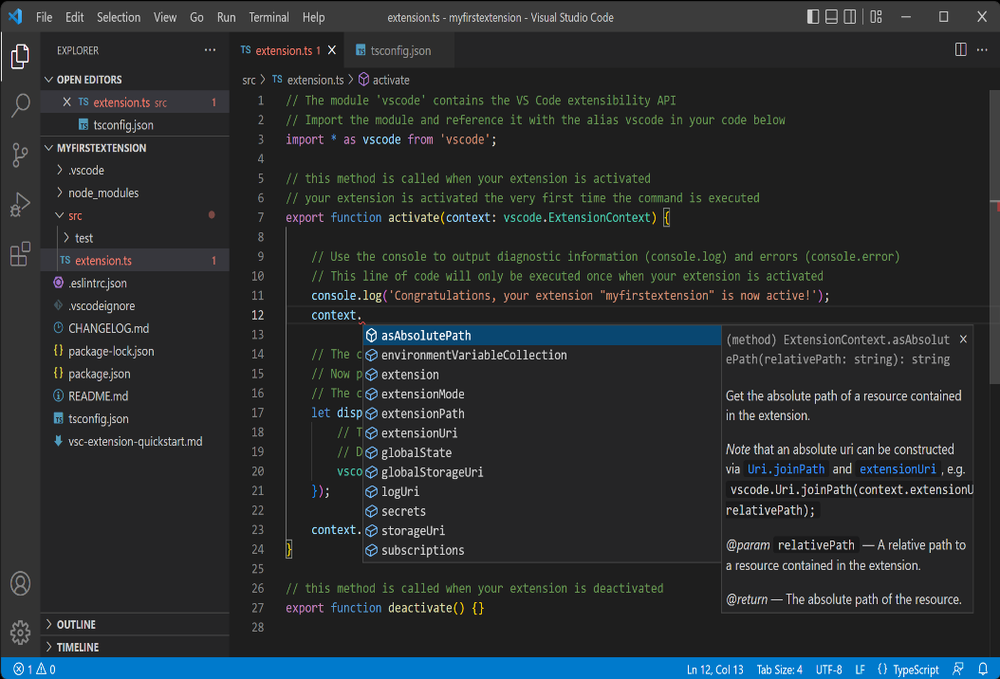 File Edit Selection View Go Run Terminal Help extension.ts - myfirstextension - Visual Studio Code
EXPLORER ···
OPEN EDITORS
TS extension.ts src 1
tsconfig.json
MYFIRSTEXTENSION
.vscode
node_modules
src
test
TS extension.ts 1
.eslintrc.json
.vscodeignore
CHANGELOG.md
{} package-lock.json
{} package.json
README.md
TS tsconfig.json
vsc-extension-quickstart.md
OUTLINE
TIMELINE
TS extension.ts 1 TS tsconfig.json
src > TS extension.ts > activate
1 // The module 'vscode' contains the VS Code extensibility API
2 // Import the module and reference it with the alias vscode in your code below
3 import * as vscode from 'vscode';
4
5 // this method is called when your extension is activated
6 // your extension is activated the very first time the command is executed
7 export function activate(context: vscode.ExtensionContext) {
8
9 // Use the console to output diagnostic information (console.log) and errors (console.error)
10 // This line of code will only be executed once when your extension is activated
11 console.log('Congratulations, your extension "myfirstextension" is now active!');
12 context.
13
14 // The c
15 // Now p
16 // The c
17 let disp
18 // T
19 // D
20 vsco
21 });
22
23 context.
24 }
25
26 // this method is called when your extension is deactivated
27 export function deactivate() {}
28
asAbsolutePath
environmentVariableCollection
extension
extensionMode
extensionPath
extensionUri
globalState
globalStorageUri
logUri
secrets
storageUri
subscriptions
(method) ExtensionContext.asAbsolut
ePath(relativePath: string): string
Get the absolute path of a resource contained
in the extension.
Note that an absolute uri can be constructed
via Uri.joinPath and extensionUri, e.g.
vscode.Uri.joinPath(context.extensionU
relativePath);
@param relativePath — A relative path to
a resource contained in the extension.
@return — The absolute path of the resource.
1 0 Ln 12, Col 13 Tab Size: 4 UTF-8 LF {} TypeScript